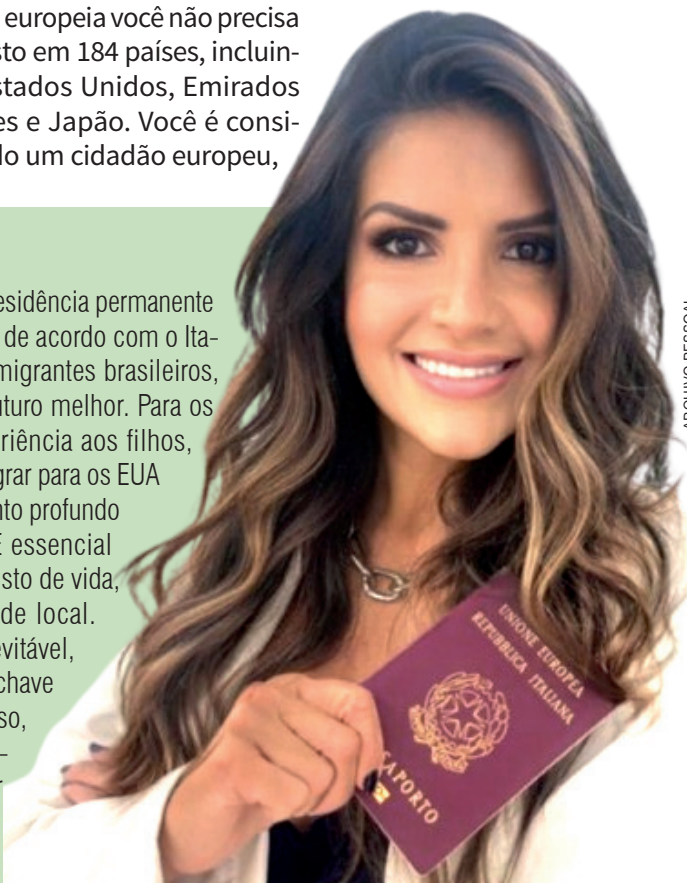 europeia você não precisa
sto em 184 países, incluin-
stados Unidos, Emirados
es e Japão. Você é consi-
do um cidadão europeu,
esidência permanente
de acordo com o Ita-
migrantes brasileiros,
uturo melhor. Para os
riência aos filhos,
grar para os EUA
nto profundo
É essencial
sto de vida,
de local.
evitável,
chave
so,
ARQUIVO PESSOAL
UNIONE EUROPEA
REPUBBLICA ITALIANA
SAPORTO